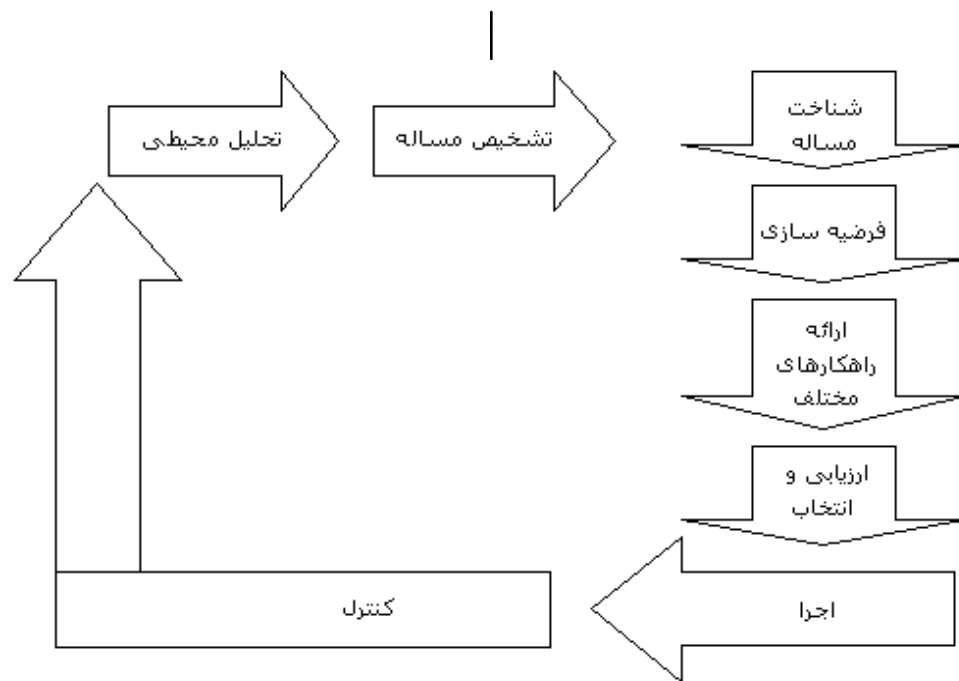 تحلیل محیطی
تشخیص مساله
شناخت
مساله
فرضیه سازی
ارائه
راهکارهای
مختلف
ارزیابی و
انتخاب
اجرا
کنترل